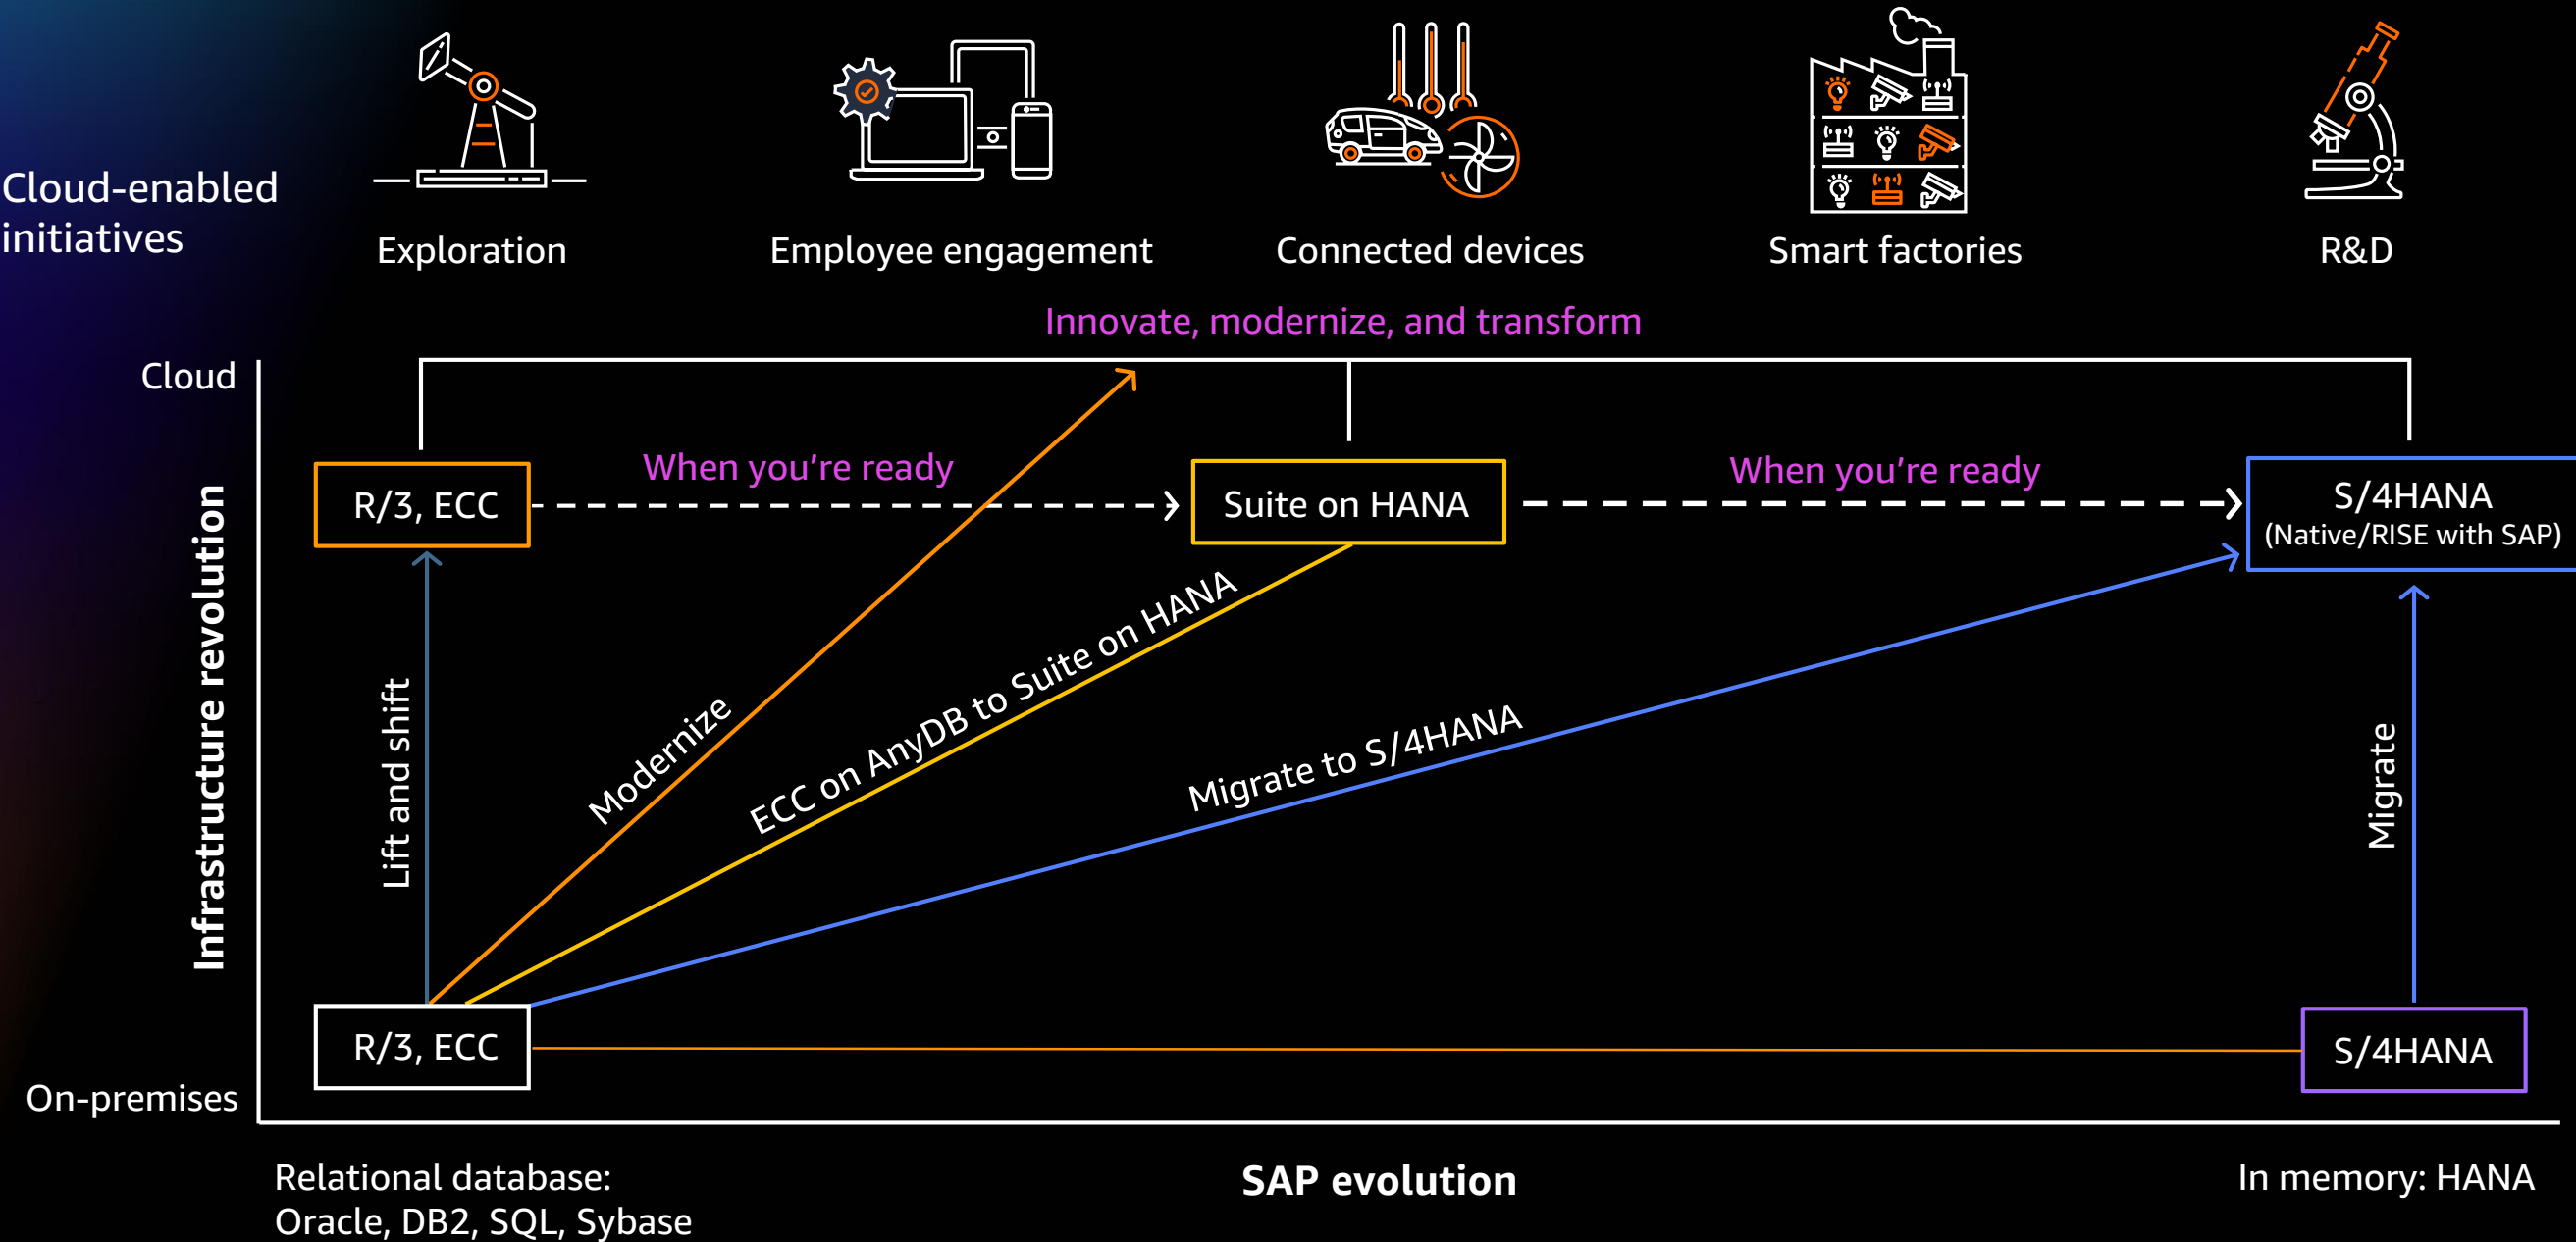 Cloud-enabled
initiatives
Exploration
Employee engagement
Connected devices
Smart factories
R&D
Innovate, modernize, and transform
Cloud
When you're ready
When you're ready
R/3, ECC
Suite on HANA
S/4HANA
(Native/RISE with SAP)
Infrastructure revolution
Lift and shift
Modernize
ECC on AnyDB to Suite on HANA
Migrate to S/4HANA
Migrate
R/3, ECC
S/4HANA
On-premises
Relational database:
Oracle, DB2, SQL, Sybase
SAP evolution
In memory: HANA